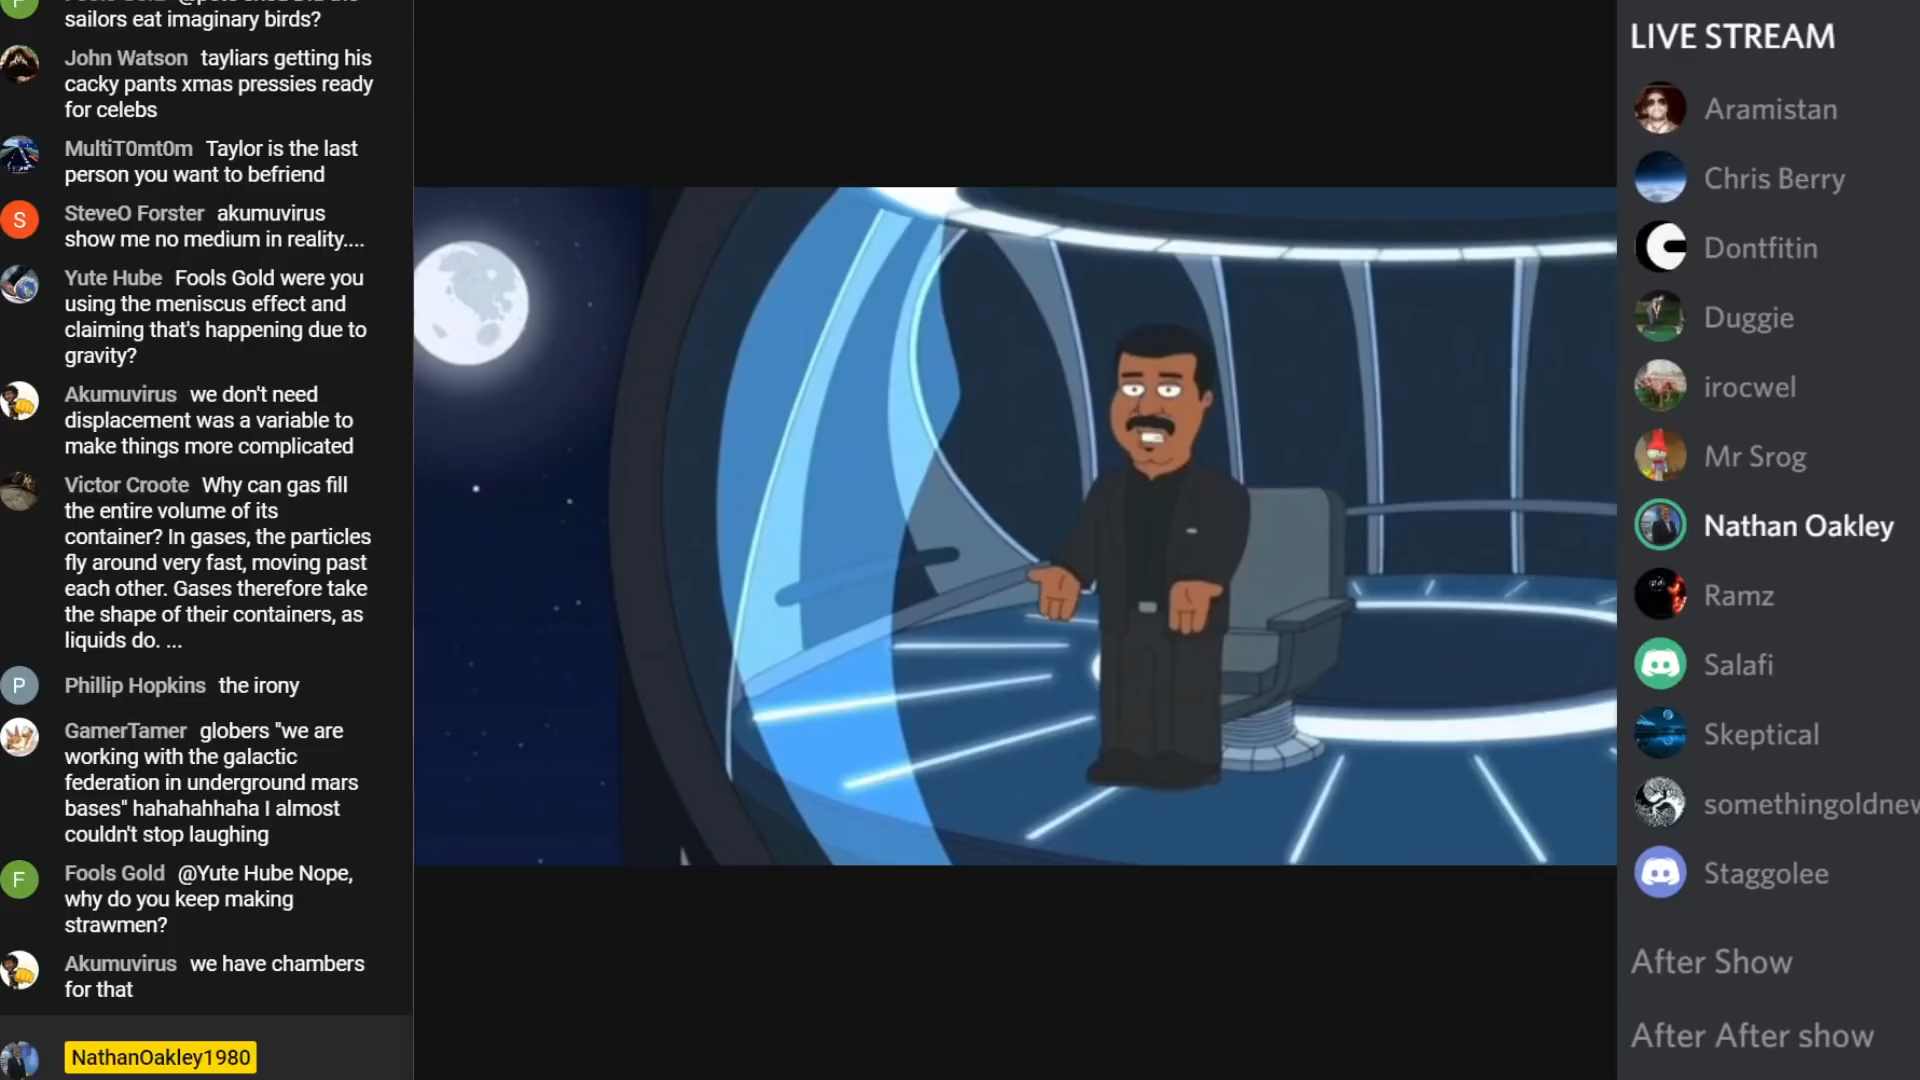 sailors eat imaginary birds?
John Watson tayliars getting his
cacky pants xmas pressies ready
for celebs
MultiT0mt0m Taylor is the last
person you want to befriend
S
SteveO Forster akumuvirus
show me no medium in reality....
Yute Hube Fools Gold were you
using the meniscus effect and
claiming that's happening due to
gravity?
Akumuvirus we don't need
displacement was a variable to
make things more complicated
Victor Croote Why can gas fill
the entire volume of its
container? In gases, the particles
fly around very fast, moving past
each other. Gases therefore take
the shape of their containers, as
liquids do. ...
P
Phillip Hopkins the irony
GamerTamer globers "we are
working with the galactic
federation in underground mars
bases" hahahahhaha I almost
couldn't stop laughing
F
Fools Gold @Yute Hube Nope,
why do you keep making
strawmen?
Akumuvirus we have chambers
for that
NathanOakley1980
LIVE STREAM
Aramistan
Chris Berry
Dontfitin
Duggie
irocwel
Mr Srog
Nathan Oakley
Ramz
Salafi
Skeptical
somethingoldnew
Staggolee
After Show
After After show